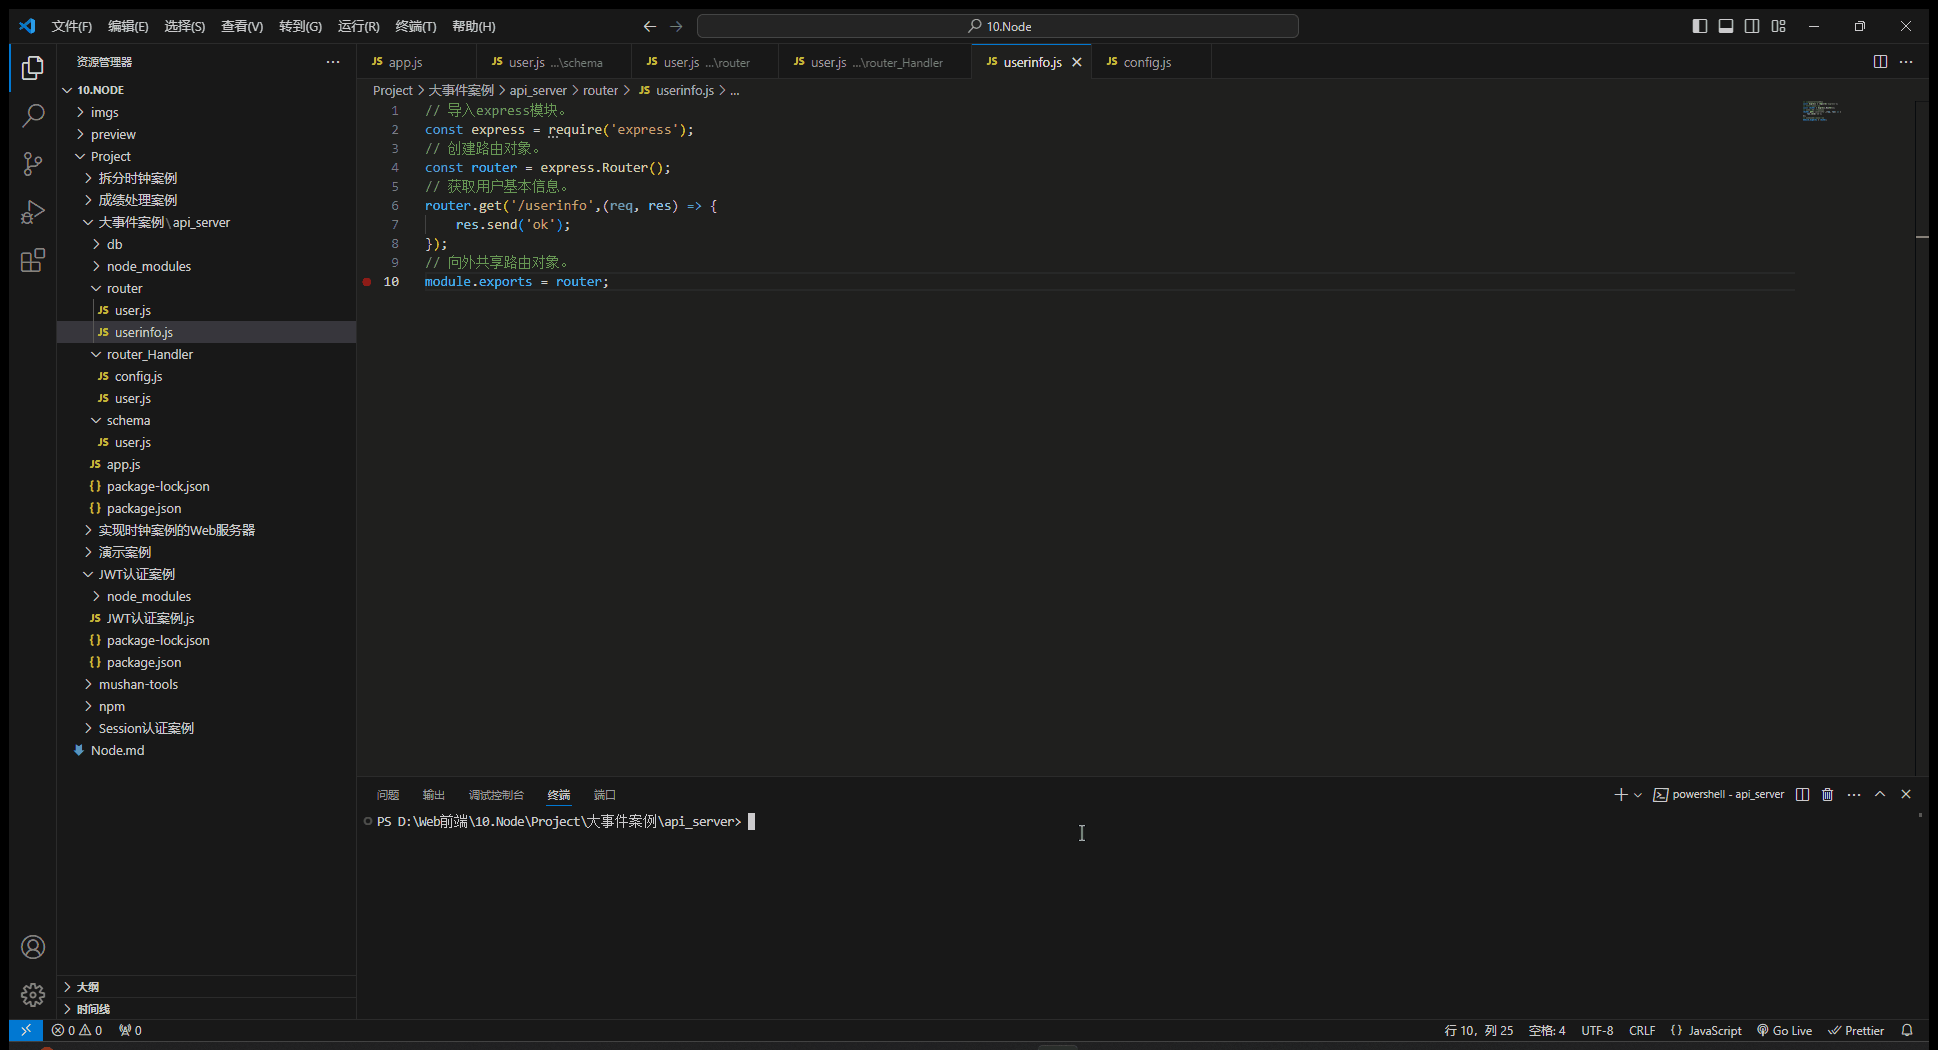 文件(F) 编辑(E) 选择(S) 查看(V) 转到(G) 运行(R) 终端(T) 帮助(H) 10.Node
资源管理器
10.NODE
imgs
preview
Project
拆分时钟案例
成绩处理案例
大事件案例\api_server
db
node_modules
router
JS user.js
JS userinfo.js
router_Handler
JS config.js
JS user.js
schema
JS user.js
JS app.js
{} package-lock.json
{} package.json
实现时钟案例的Web服务器
演示案例
JWT认证案例
node_modules
JS JWT认证案例.js
{} package-lock.json
{} package.json
mushan-tools
npm
Session认证案例
Node.md
大纲
时间线
JS app.js JS user.js ...\schema JS user.js ...\router JS user.js ...\router_Handler JS userinfo.js JS config.js
Project > 大事件案例 > api_server > router > JS userinfo.js > ...
1 // 导入express模块。
2 const express = require('express');
3 // 创建路由对象。
4 const router = express.Router();
5 // 获取用户基本信息。
6 router.get('/userinfo',(req, res) => {
7 res.send('ok');
8 });
9 // 向外共享路由对象。
10 module.exports = router;
问题 输出 调试控制台 终端 端口 powershell - api_server
PS D:\Web前端\10.Node\Project\大事件案例\api_server>
0 0 0 行 10，列 25 空格: 4 UTF-8 CRLF {} JavaScript Go Live Prettier